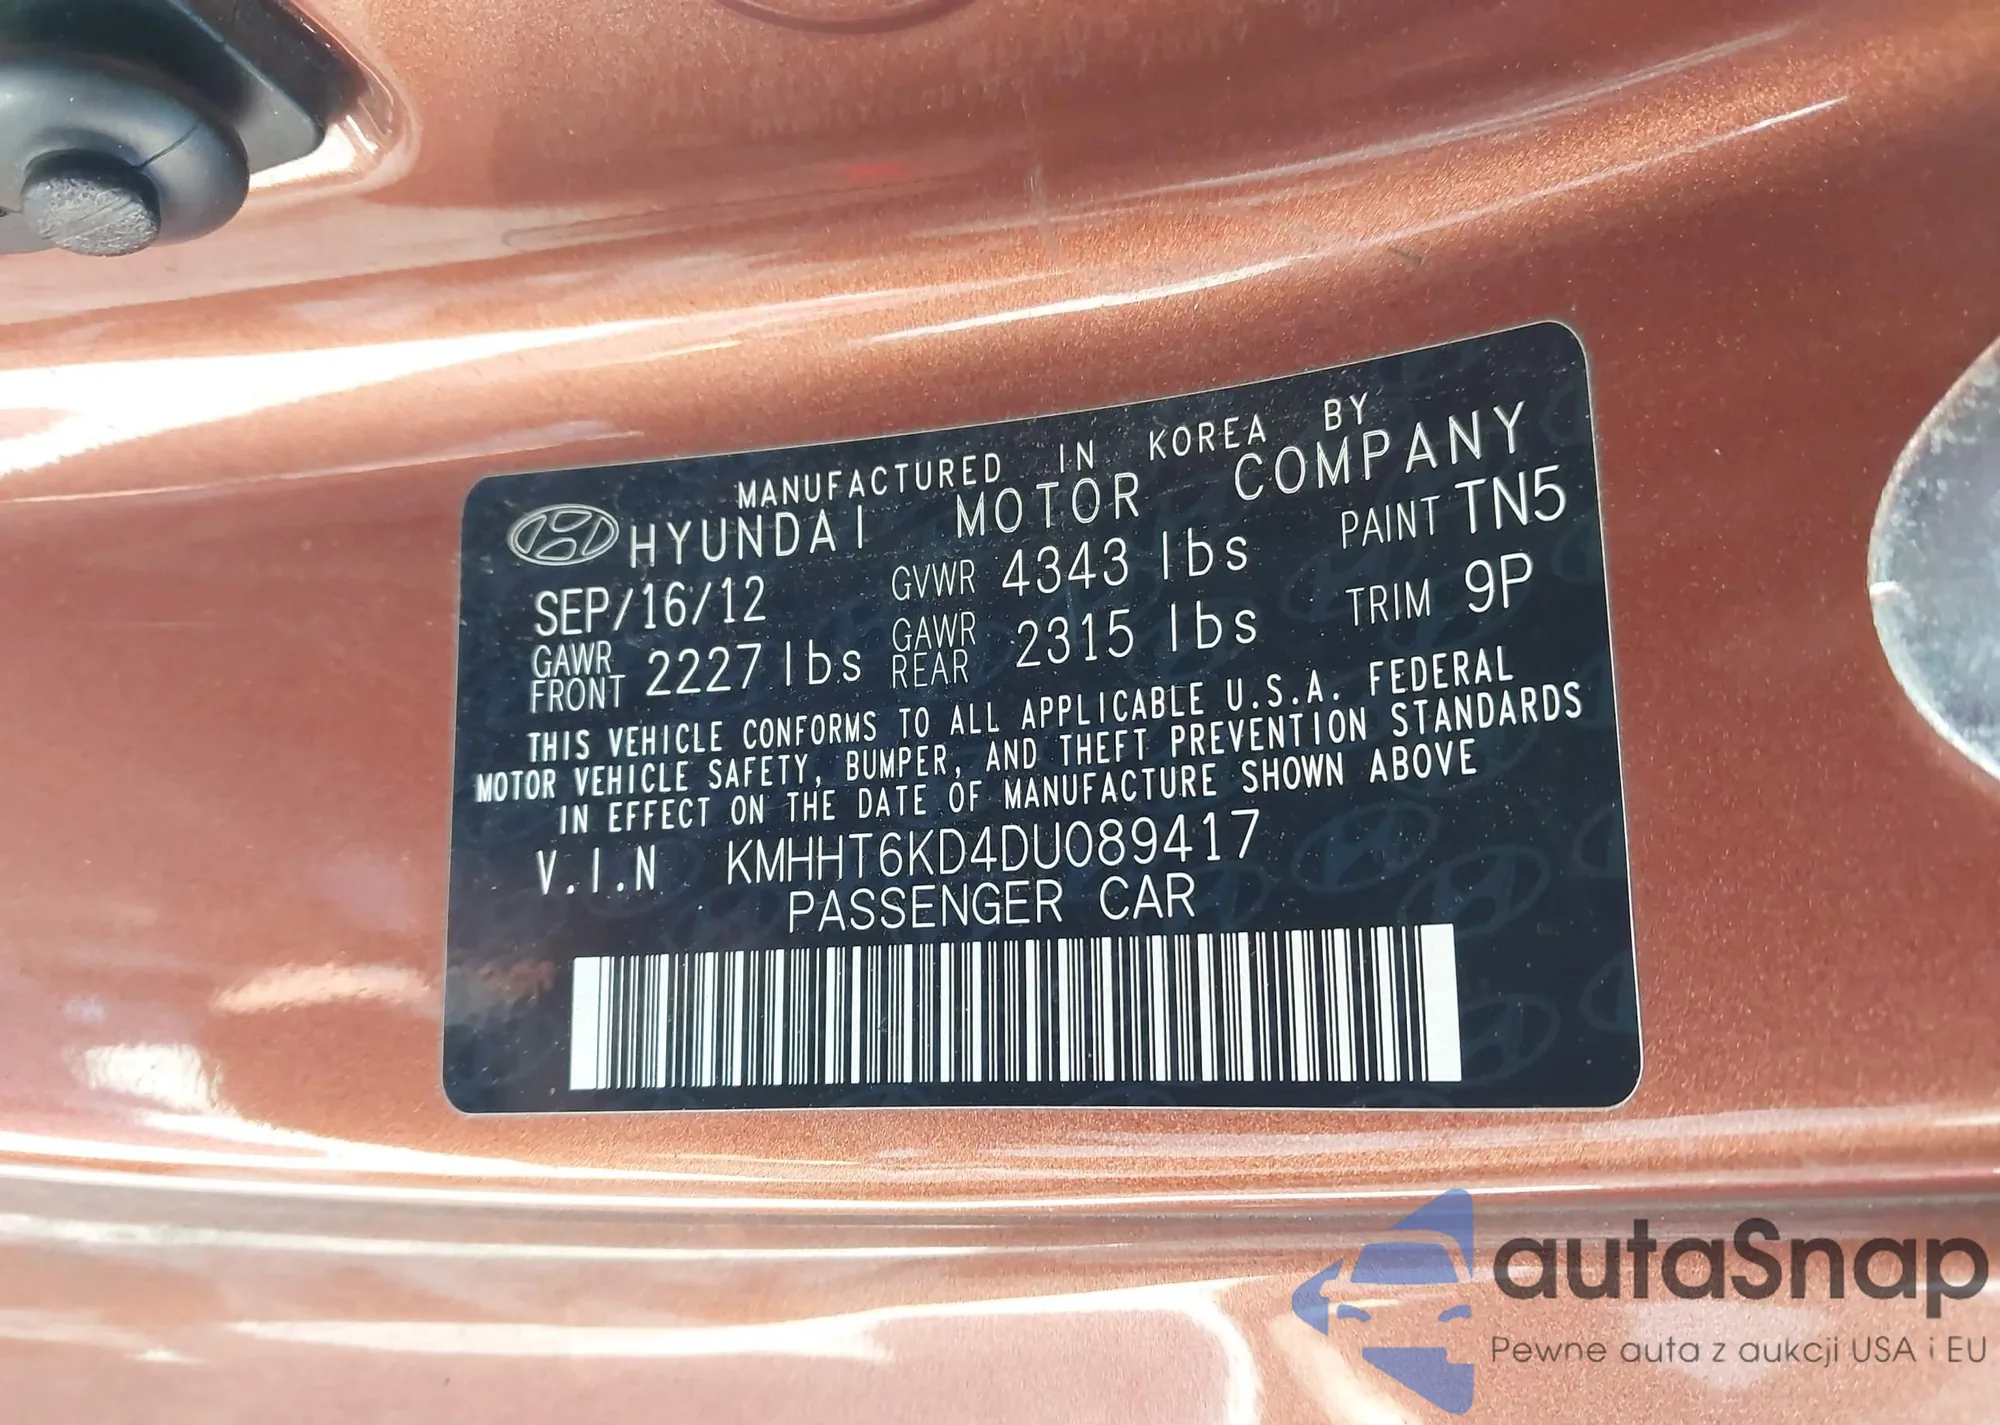 MANUFACTURED IN KOREA BY
HYUNDAI MOTOR COMPANY
SEP/16/12 GVWR 4343 lbs PAINT TN5
GAWR FRONT 2227 lbs GAWR REAR 2315 lbs TRIM 9P
THIS VEHICLE CONFORMS TO ALL APPLICABLE U.S.A. FEDERAL
MOTOR VEHICLE SAFETY, BUMPER, AND THEFT PREVENTION STANDARDS
IN EFFECT ON THE DATE OF MANUFACTURE SHOWN ABOVE
V.I.N KMHHT6KD4DU089417
PASSENGER CAR
autaSnap
Pewne auta z aukcji USA i EU